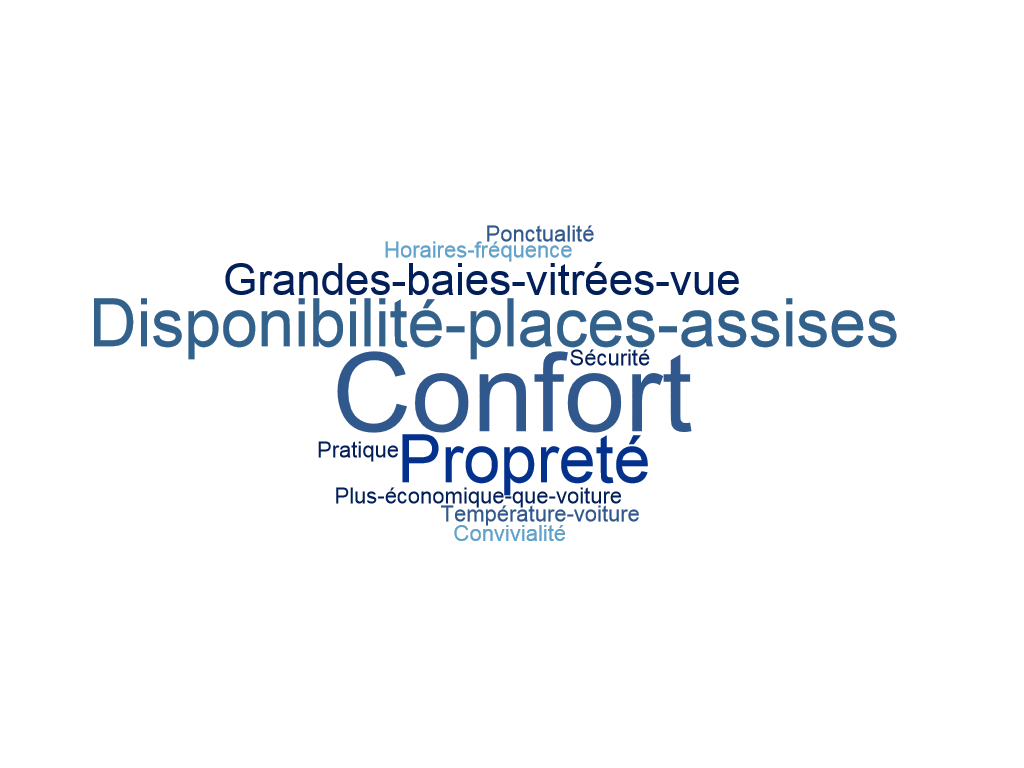 Ponctualité
Horaires-fréquence
Grandes-baies-vitrées-vue
Disponibilité-places-assises
Sécurité
Confort
Pratique
Propreté
Plus-économique-que-voiture
Température-voiture
Convivialité